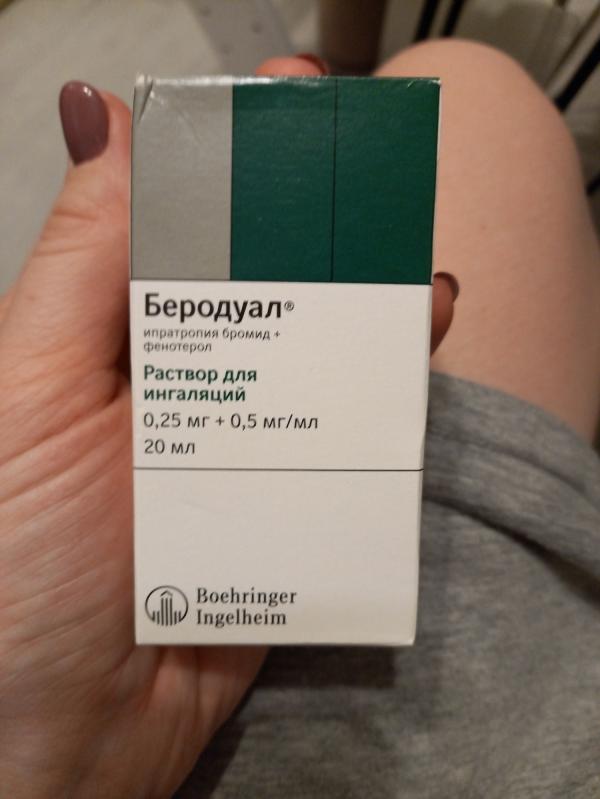 Беродуал®
ипратропия бромид +
фенотерол
Раствор для
ингаляций
0,25 мг + 0,5 мг/мл
20 мл
Boehringer
Ingelheim